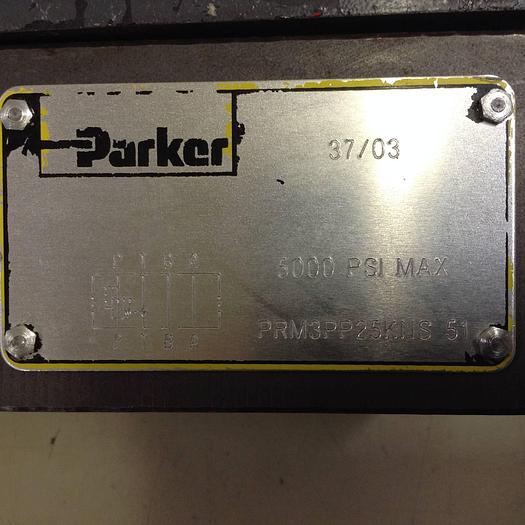 Parker
37/03
P T B A
5000 PSI MAX
PRM3PP25KNS 51
P T B A